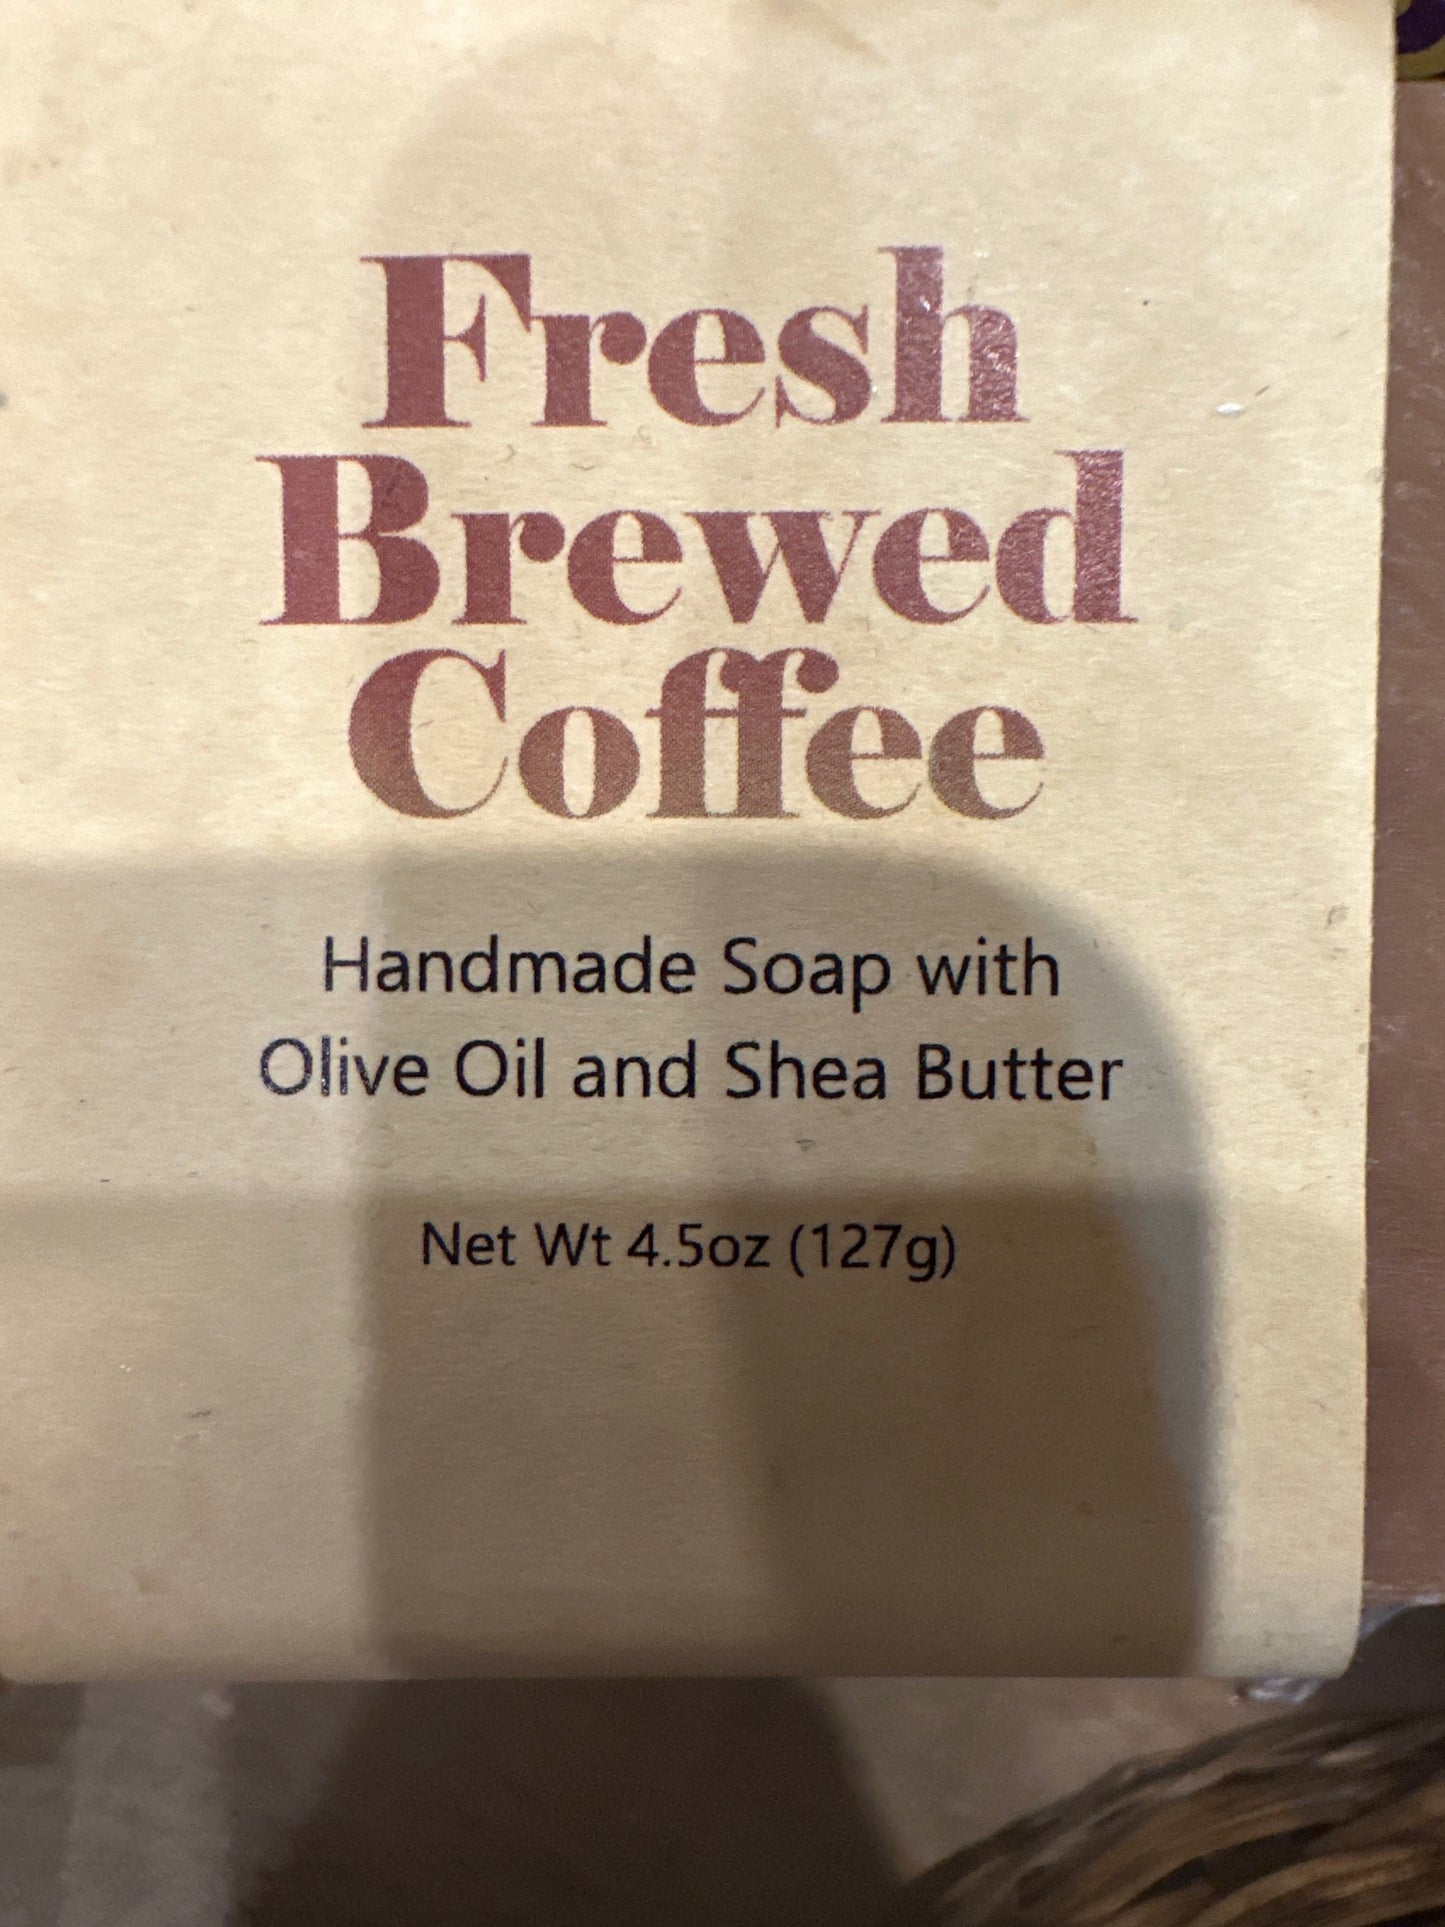 Fresh
Brewed
Coffee
Handmade Soap with
Olive Oil and Shea Butter
Net Wt 4.5oz (127g)